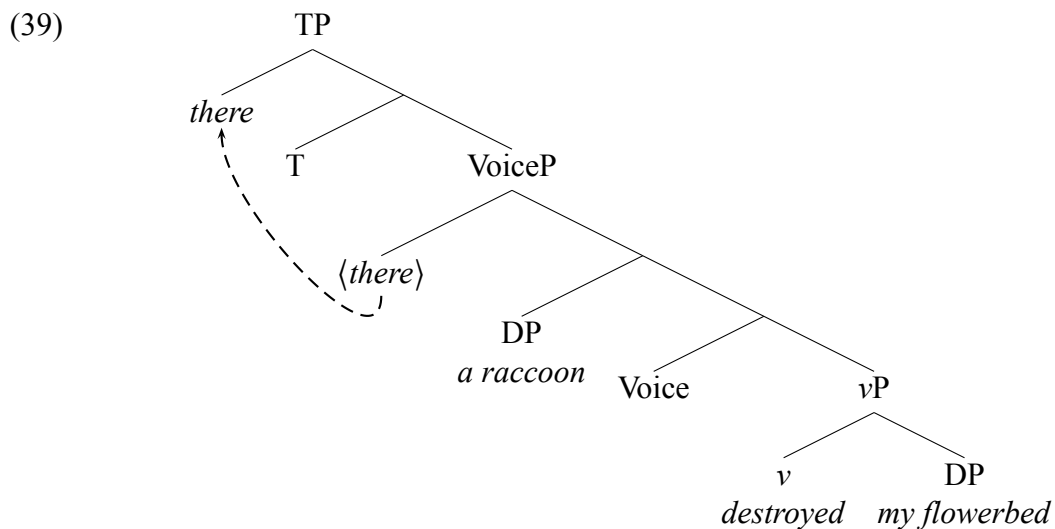 (39)
TP
there
T
VoiceP
⟨there⟩
DP
a raccoon
Voice
vP
v
destroyed
DP
my flowerbed